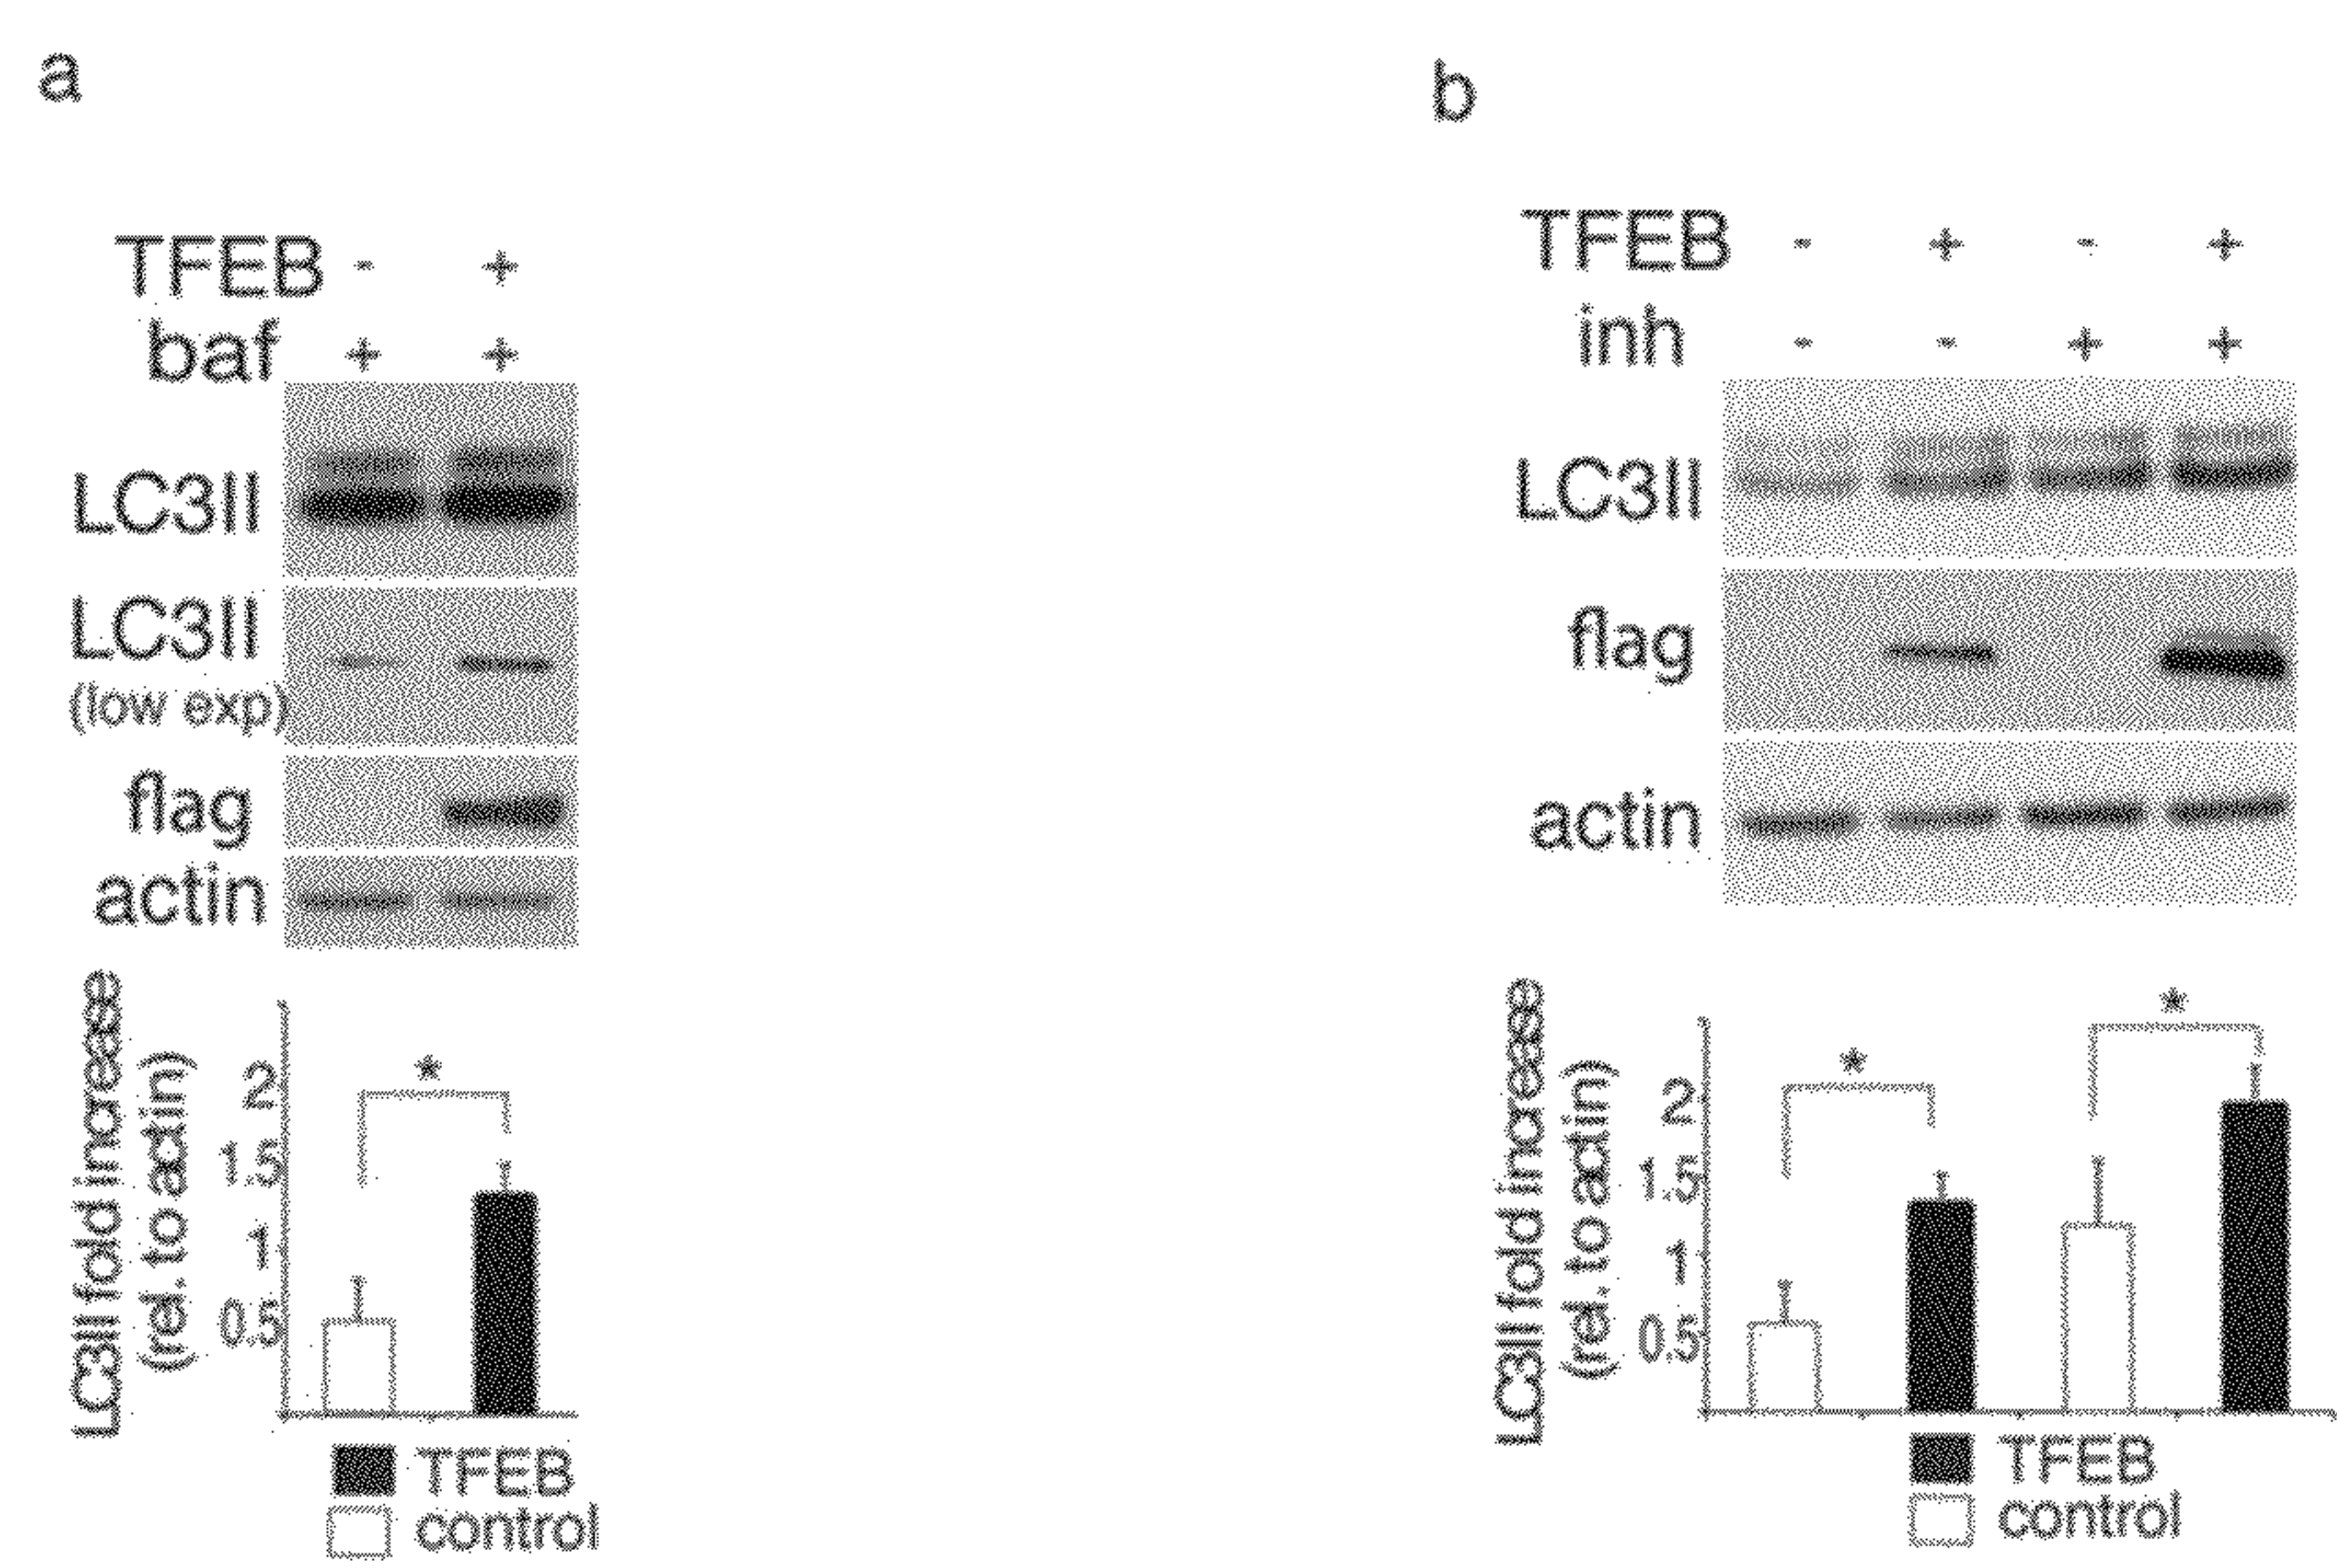 a
TFEB - +
baf + +
LC3II
LC3II
(low exp)
flag
actin
LC3II fold increase
(rel. to actin)
2
1.5
1
0.5
*
TFEB
control
b
TFEB - + - +
inh - - + +
LC3II
flag
actin
LC3II fold increase
(rel. to actin)
2
1.5
1
0.5
*
*
TFEB
control